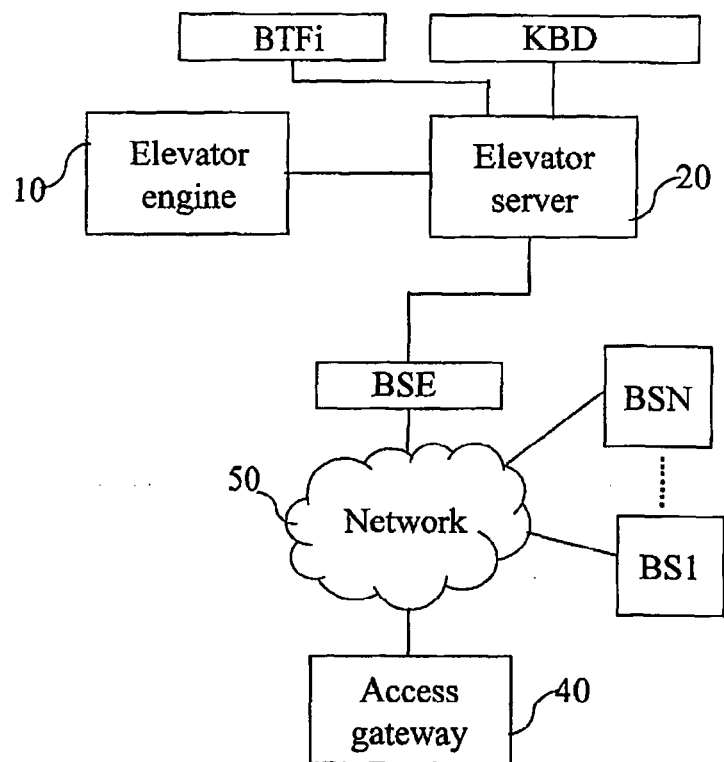 BTFi
KBD
10
Elevator
engine
Elevator
server
20
BSE
BSN
50
Network
BS1
Access
gateway
40